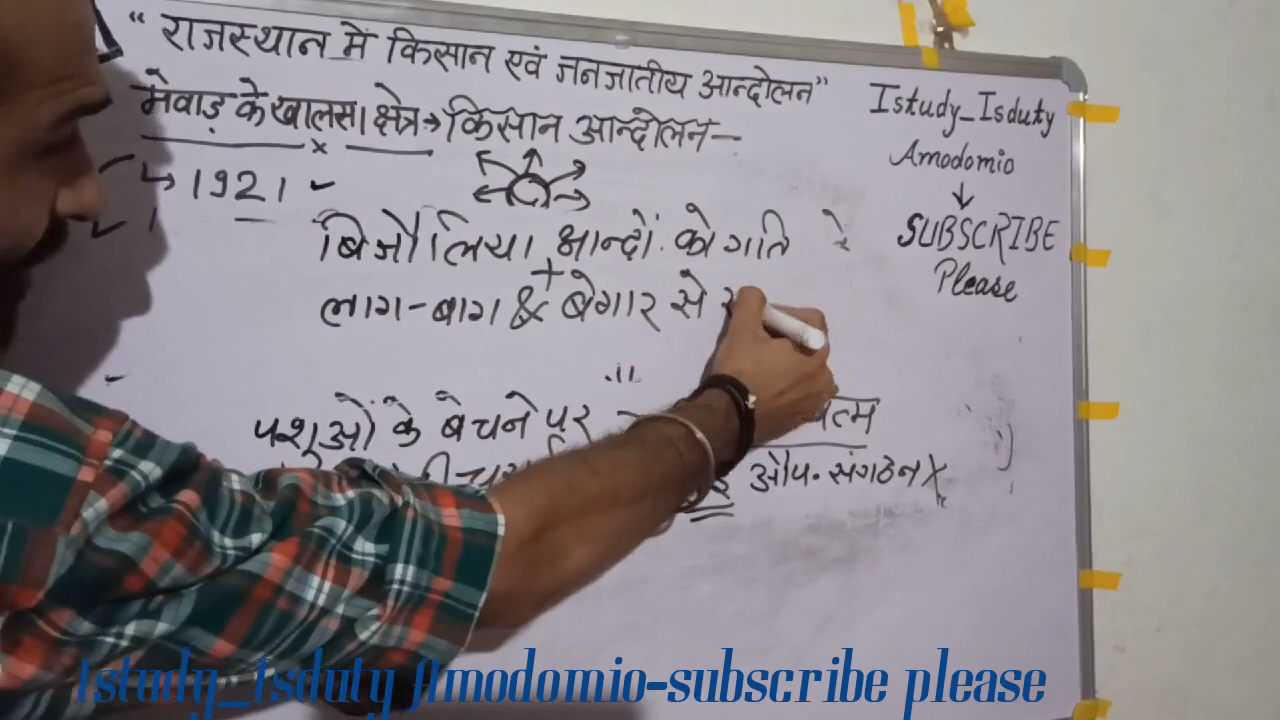 “ राजस्थान में किसान एवं जनजातीय आन्दोलन”
मेवाड़ के खालसा क्षेत्र → किसान आन्दोलन –
↳ 1921 ✓
बिजौलिया आन्दो. को गति
+
लाग-बाग & बेगार से
पशुओं के बेचने पर
औप. संगठन X
Istudy_Isduty
Amodomio
↓
SUBSCRIBE
Please
Istudy_Isduty Amodomio-subscribe please